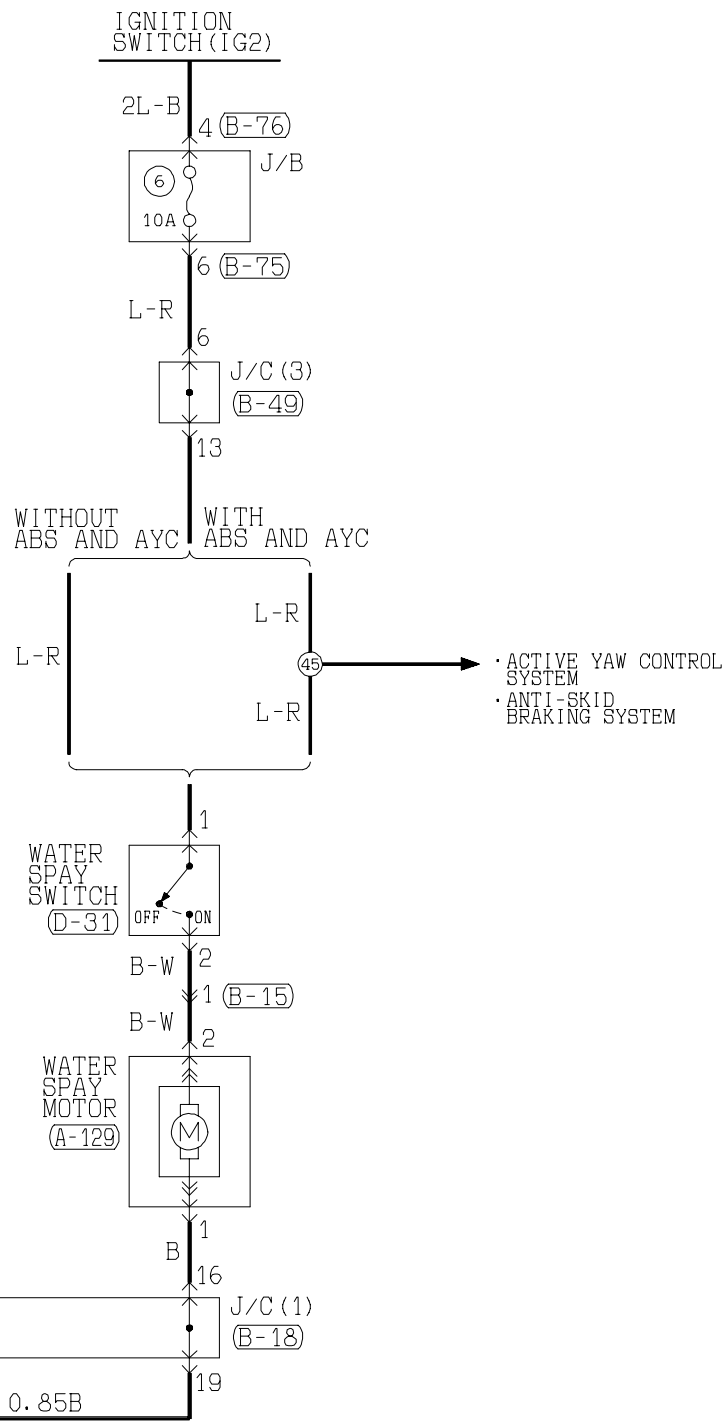 IGNITION
SWITCH(IG2)
2L-B
4 (B-76)
J/B
6
10A
6 (B-75)
L-R
6
J/C(3)
(B-49)
13
WITHOUT
ABS AND AYC
WITH
ABS AND AYC
L-R
L-R
45
L-R
·ACTIVE YAW CONTROL
SYSTEM
·ANTI-SKID
BRAKING SYSTEM
1
WATER
SPAY
SWITCH
(D-31)
OFF
ON
2
B-W
1 (B-15)
B-W
2
WATER
SPAY
MOTOR
(A-129)
M
1
B
16
J/C(1)
(B-18)
19
0.85B